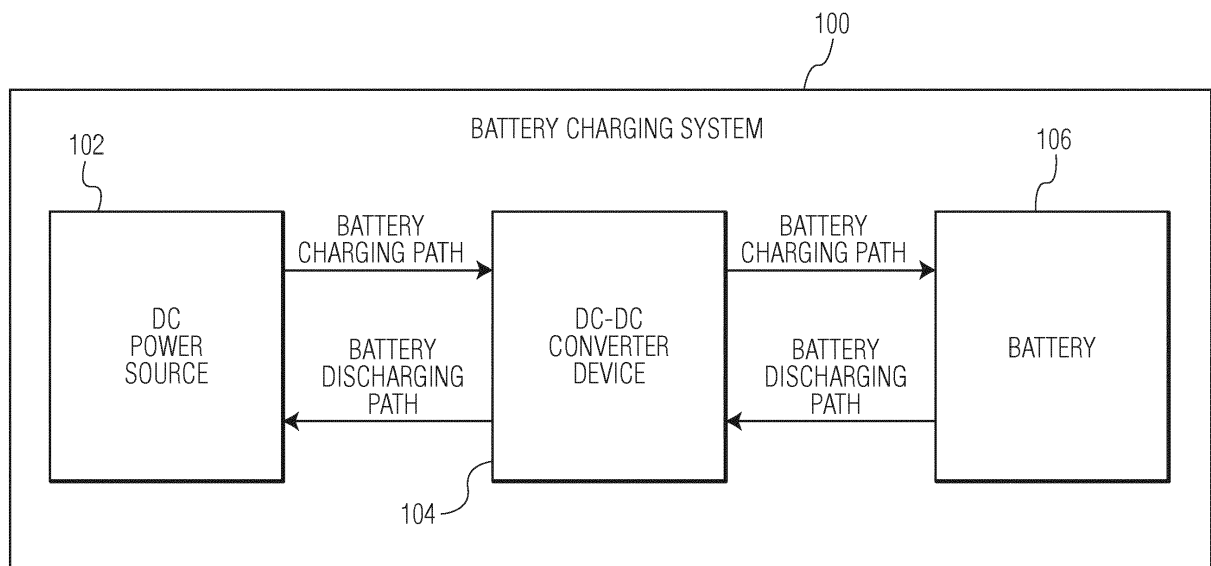 100
BATTERY CHARGING SYSTEM
102
106
BATTERY
CHARGING PATH
BATTERY
CHARGING PATH
DC
POWER
SOURCE
DC-DC
CONVERTER
DEVICE
BATTERY
BATTERY
DISCHARGING
PATH
BATTERY
DISCHARGING
PATH
104